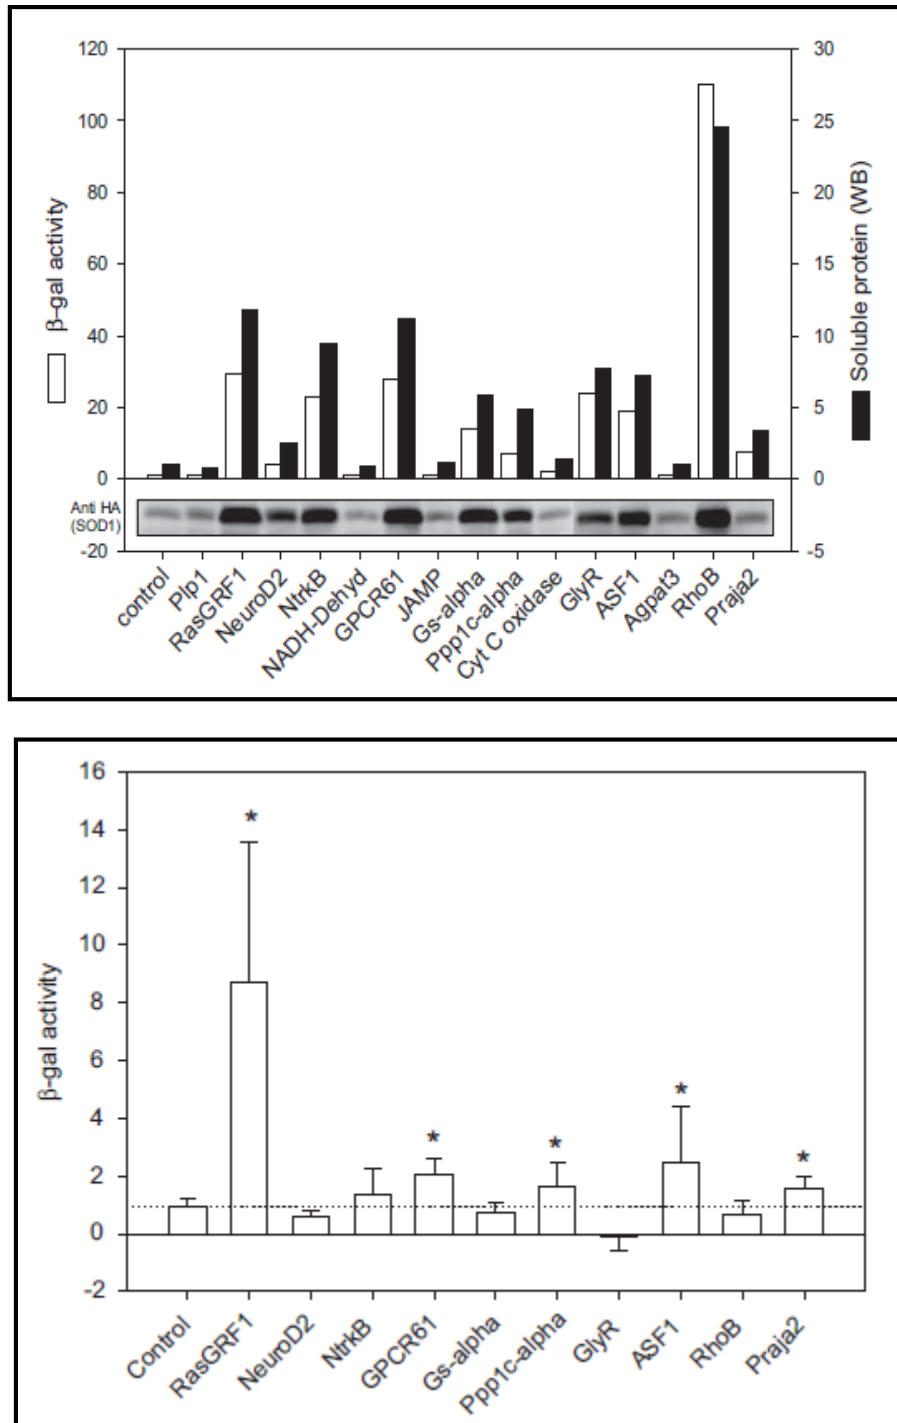 120
100
80
60
40
20
0
-20
30
25
20
15
10
5
0
-5
β-gal activity
Soluble protein (WB)
Anti HA
(SOD1)
control
Plp1
RasGRF1
NeuroD2
NtrkB
NADH-Dehyd
GPCR61
JAMP
Gs-alpha
Ppp1c-alpha
Cyt C oxidase
GlyR
ASF1
Agpat3
RhoB
Praja2
16
14
12
10
8
6
4
2
0
-2
β-gal activity
*
*
*
*
*
Control
RasGRF1
NeuroD2
NtrkB
GPCR61
Gs-alpha
Ppp1c-alpha
GlyR
ASF1
RhoB
Praja2